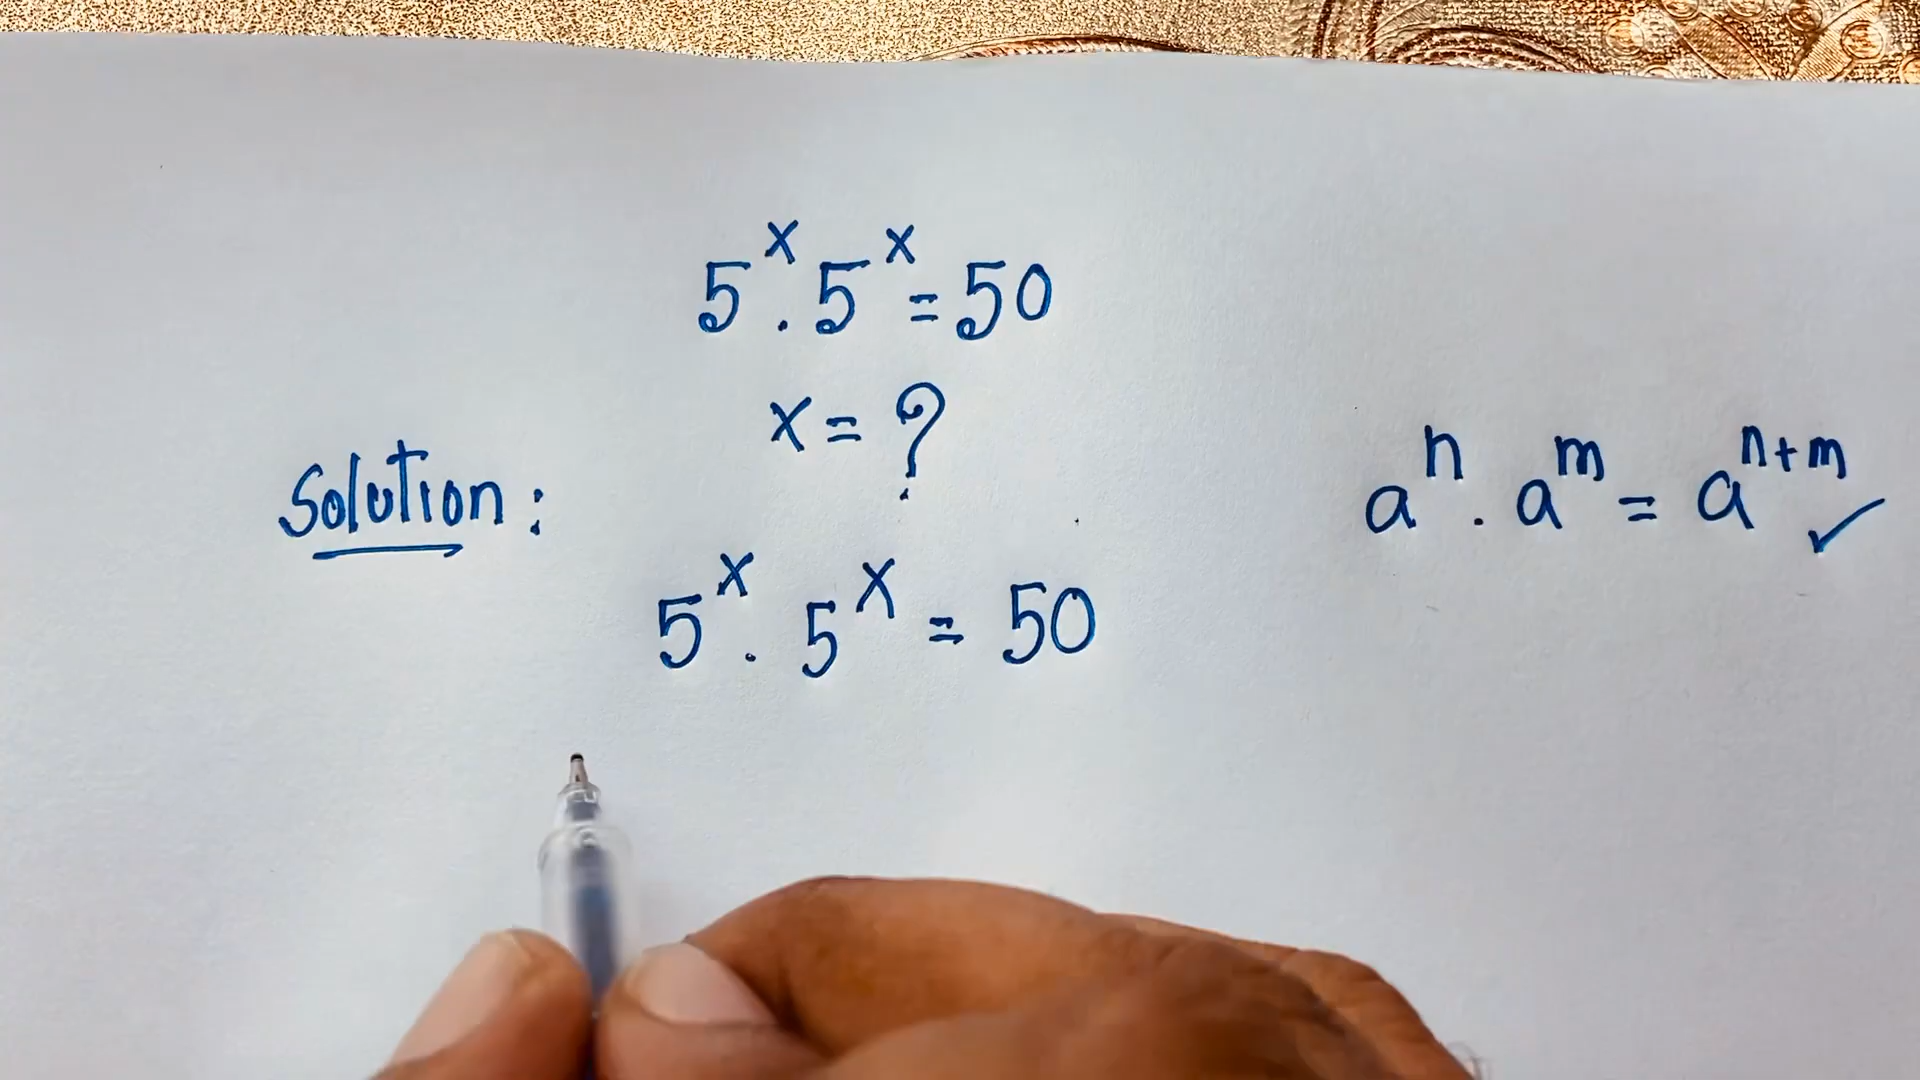 5^x . 5^x = 50
x = ?
Solution:
a^n . a^m = a^{n+m} ✓
5^x . 5^x = 50